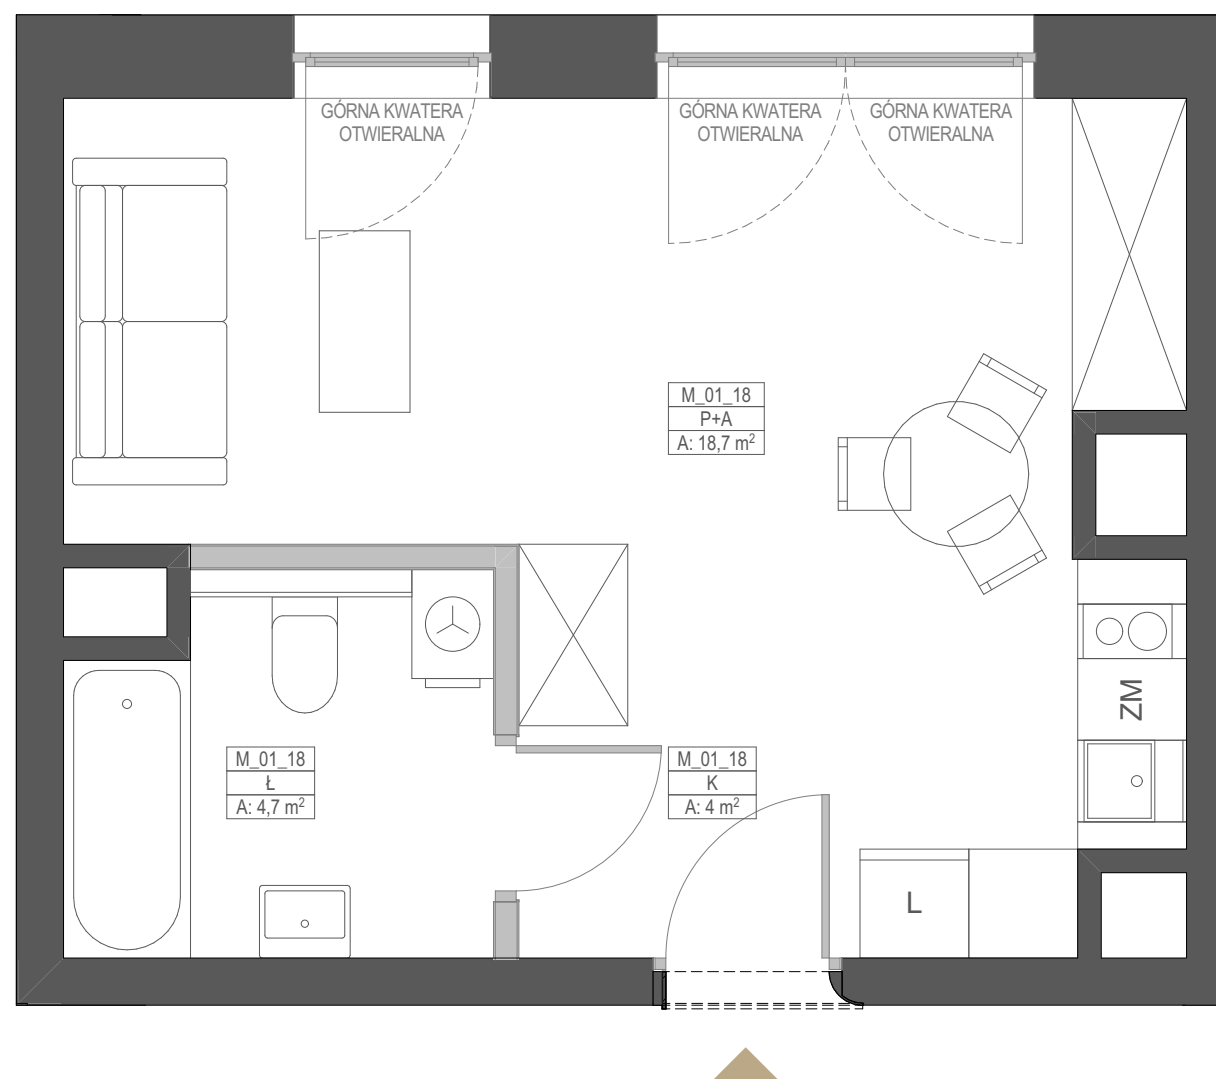 GÓRNA KWATERA
OTWIERALNA
GÓRNA KWATERA
OTWIERALNA
GÓRNA KWATERA
OTWIERALNA
M_01_18
P+A
A: 18,7 m²
ZM
M_01_18
Ł
A: 4,7 m²
M_01_18
K
A: 4 m²
L